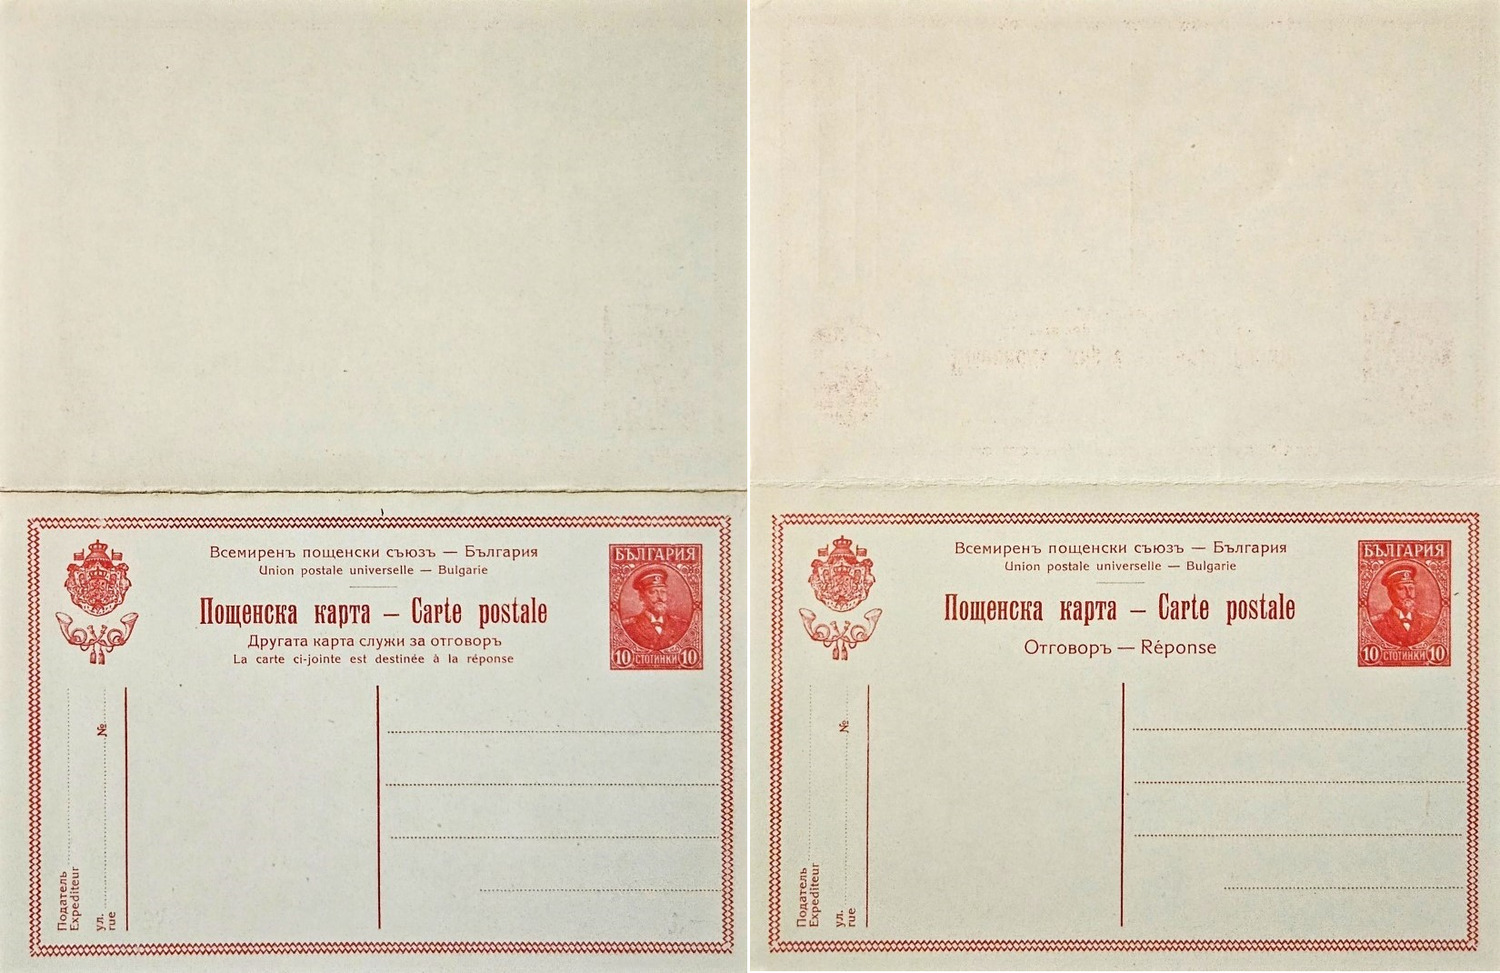 Всемиренъ пощенски съюзъ — България
Union postale universelle — Bulgarie
Пощенска карта — Carte postale
Другата карта служи за отговоръ
La carte ci-jointe est destinée à la réponse
БЪЛГАРИЯ
10 СТОТИНКИ 10
Податель
Expediteur
ул. №
rue
Всемиренъ пощенски съюзъ — България
Union postale universelle — Bulgarie
Пощенска карта — Carte postale
Отговоръ — Réponse
БЪЛГАРИЯ
10 СТОТИНКИ 10
Податель
Expediteur
ул. №
rue